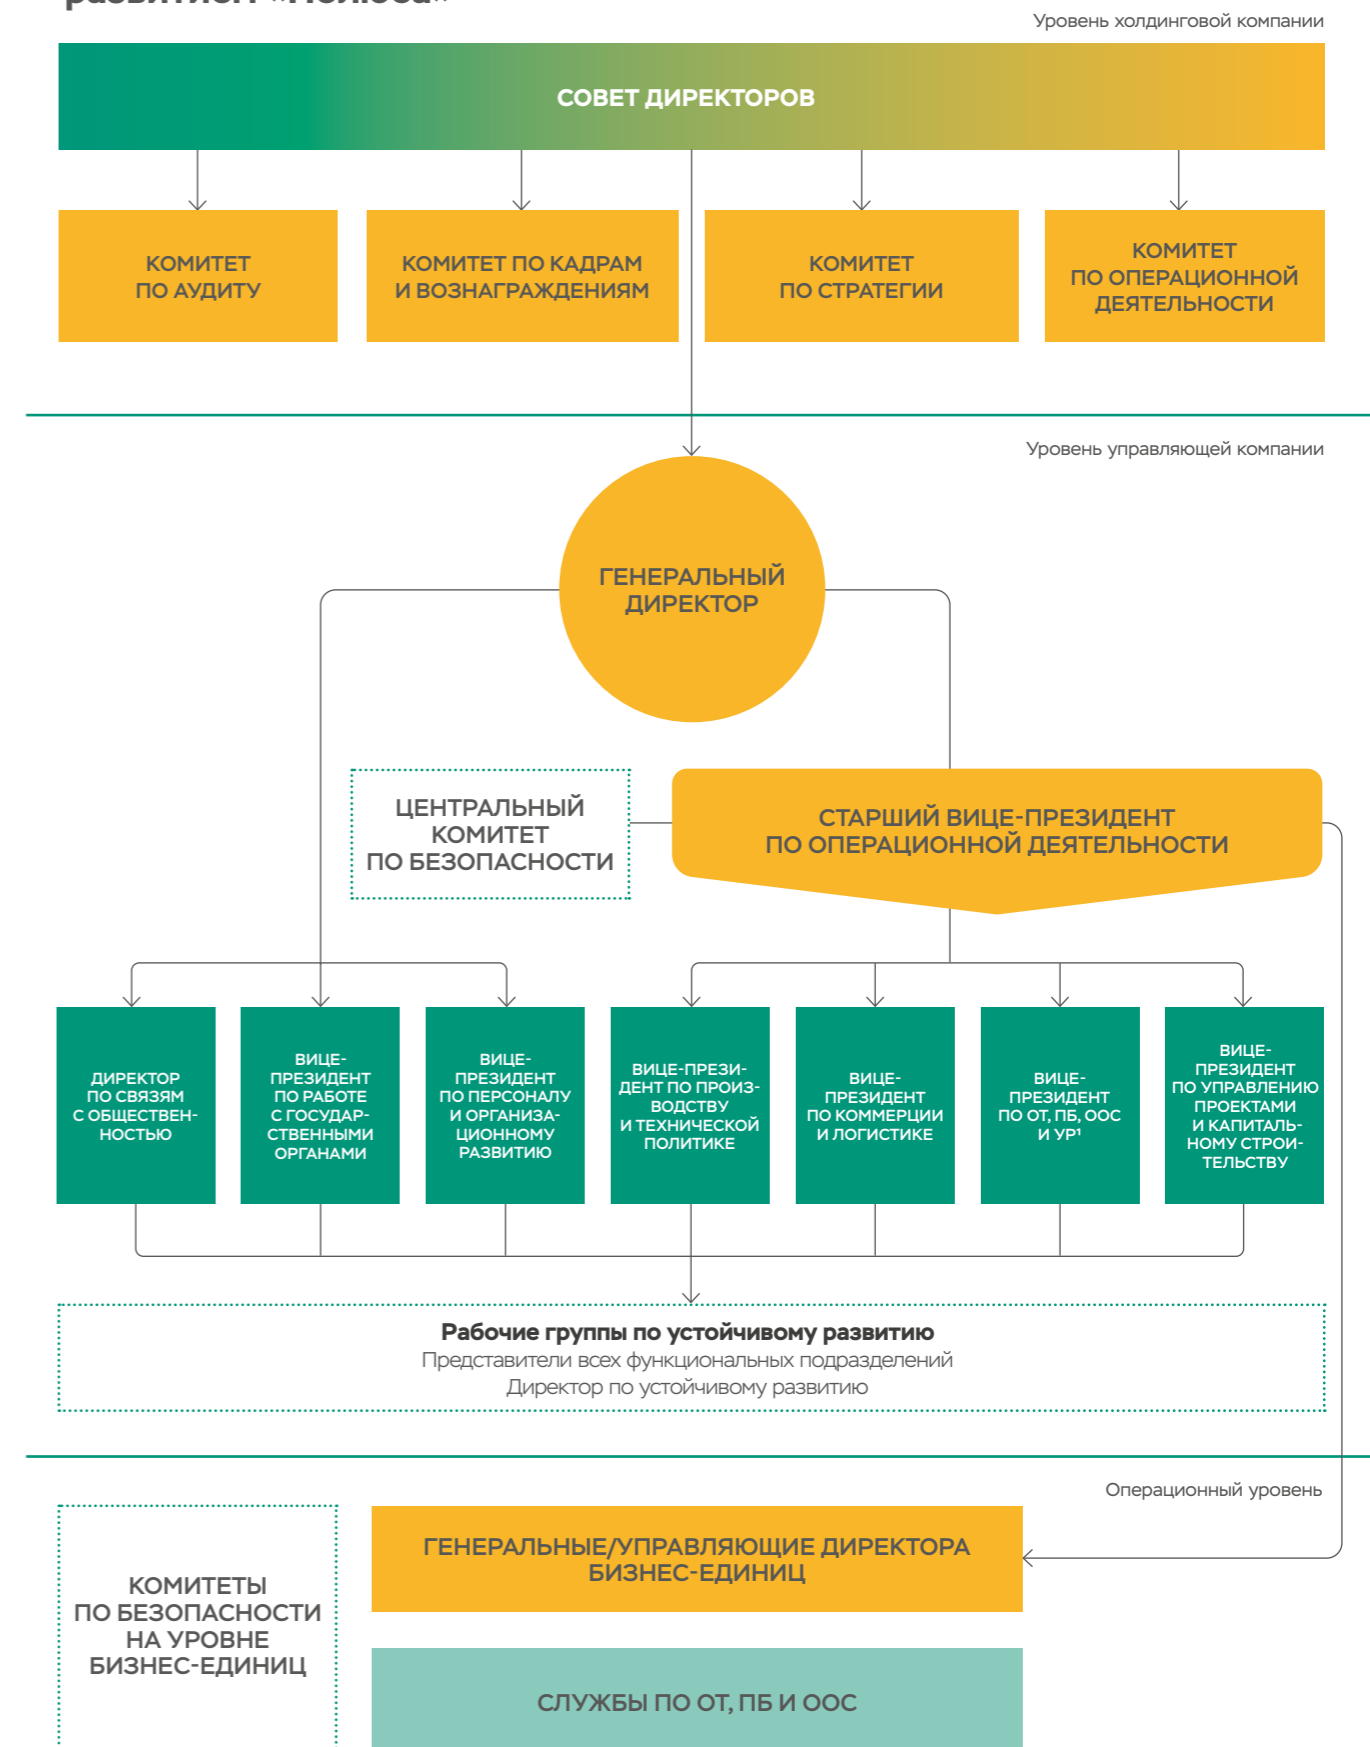 развитием «Полюса»
Уровень холдинговой компании
СОВЕТ ДИРЕКТОРОВ
КОМИТЕТ
ПО АУДИТУ
КОМИТЕТ ПО КАДРАМ
И ВОЗНАГРАЖДЕНИЯМ
КОМИТЕТ
ПО СТРАТЕГИИ
КОМИТЕТ
ПО ОПЕРАЦИОННОЙ
ДЕЯТЕЛЬНОСТИ
Уровень управляющей компании
ГЕНЕРАЛЬНЫЙ
ДИРЕКТОР
ЦЕНТРАЛЬНЫЙ
КОМИТЕТ
ПО БЕЗОПАСНОСТИ
СТАРШИЙ ВИЦЕ-ПРЕЗИДЕНТ
ПО ОПЕРАЦИОННОЙ ДЕЯТЕЛЬНОСТИ
ДИРЕКТОР
ПО СВЯЗЯМ
С ОБЩЕСТВЕН-
НОСТЬЮ
ВИЦЕ-
ПРЕЗИДЕНТ
ПО РАБОТЕ
С ГОСУДАР-
СТВЕННЫМИ
ОРГАНАМИ
ВИЦЕ-
ПРЕЗИДЕНТ
ПО ПЕРСОНАЛУ
И ОРГАНИЗА-
ЦИОННОМУ
РАЗВИТИЮ
ВИЦЕ-ПРЕЗИ-
ДЕНТ ПО ПРОИЗ-
ВОДСТВУ
И ТЕХНИЧЕСКОЙ
ПОЛИТИКЕ
ВИЦЕ-
ПРЕЗИДЕНТ
ПО КОММЕРЦИИ
И ЛОГИСТИКЕ
ВИЦЕ-
ПРЕЗИДЕНТ
ПО ОТ, ПБ, ООС
И УР¹
ВИЦЕ-
ПРЕЗИДЕНТ
ПО УПРАВЛЕНИЮ
ПРОЕКТАМИ
И КАПИТАЛЬ-
НОМУ СТРОИ-
ТЕЛЬСТВУ
Рабочие группы по устойчивому развитию
Представители всех функциональных подразделений
Директор по устойчивому развитию
Операционный уровень
КОМИТЕТЫ
ПО БЕЗОПАСНОСТИ
НА УРОВНЕ
БИЗНЕС-ЕДИНИЦ
ГЕНЕРАЛЬНЫЕ/УПРАВЛЯЮЩИЕ ДИРЕКТОРА
БИЗНЕС-ЕДИНИЦ
СЛУЖБЫ ПО ОТ, ПБ И ООС